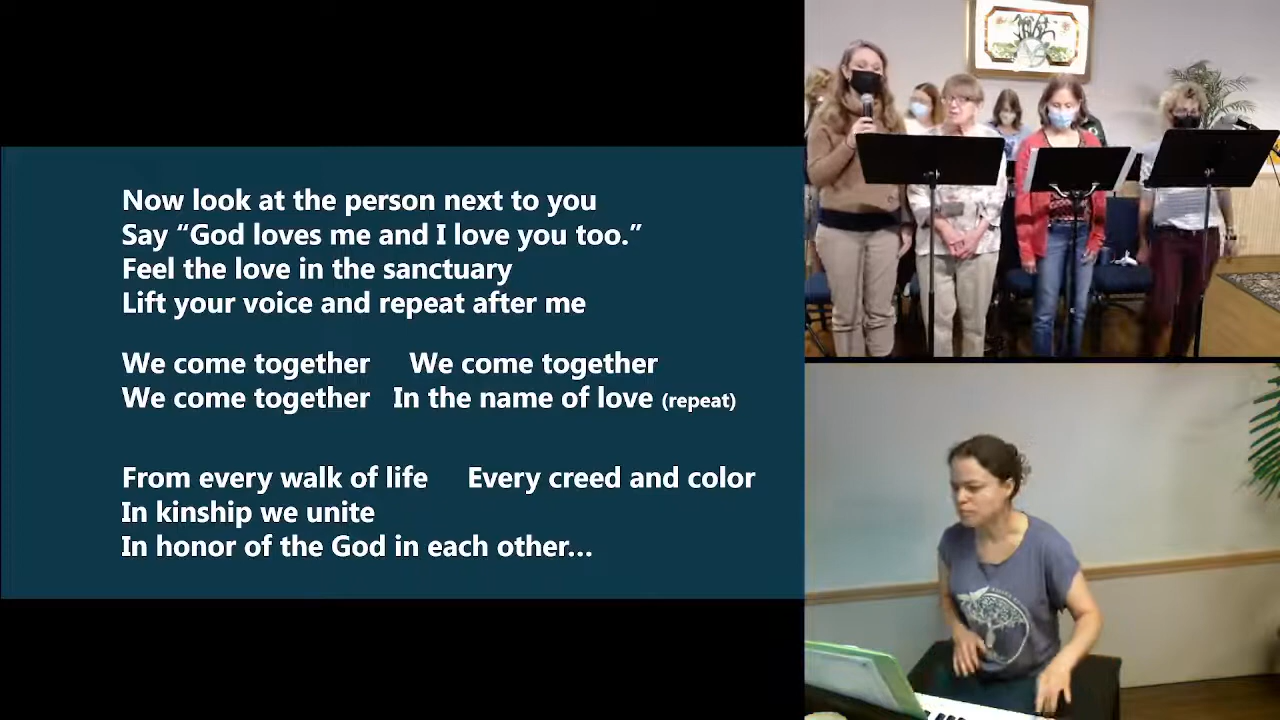 Now look at the person next to you
Say “God loves me and I love you too.”
Feel the love in the sanctuary
Lift your voice and repeat after me
We come together We come together
We come together In the name of love (repeat)
From every walk of life Every creed and color
In kinship we unite
In honor of the God in each other...